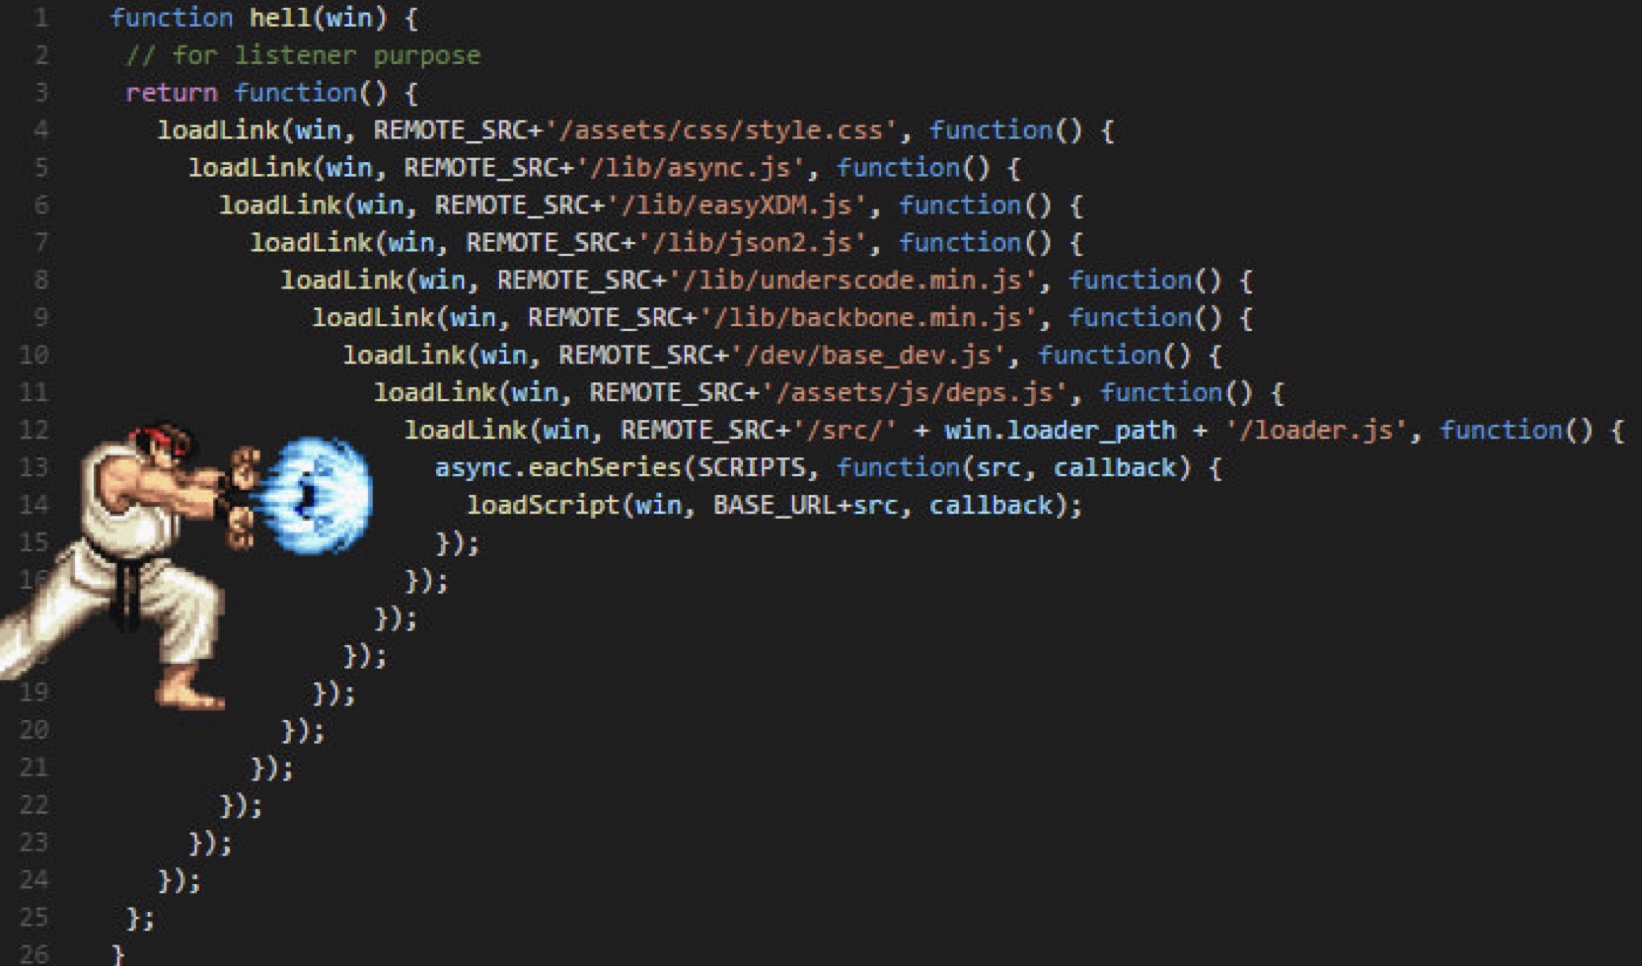 1 function hell(win) {
2 // for listener purpose
3 return function() {
4 loadLink(win, REMOTE_SRC+'/assets/css/style.css', function() {
5 loadLink(win, REMOTE_SRC+'/lib/async.js', function() {
6 loadLink(win, REMOTE_SRC+'/lib/easyXDM.js', function() {
7 loadLink(win, REMOTE_SRC+'/lib/json2.js', function() {
8 loadLink(win, REMOTE_SRC+'/lib/underscode.min.js', function() {
9 loadLink(win, REMOTE_SRC+'/lib/backbone.min.js', function() {
10 loadLink(win, REMOTE_SRC+'/dev/base_dev.js', function() {
11 loadLink(win, REMOTE_SRC+'/assets/js/deps.js', function() {
12 loadLink(win, REMOTE_SRC+'/src/' + win.loader_path + '/loader.js', function() {
13 async.eachSeries(SCRIPTS, function(src, callback) {
14 loadScript(win, BASE_URL+src, callback);
15 });
16 });
});
});
19 });
20 });
21 });
22 });
23 });
24 });
25 };
26 }